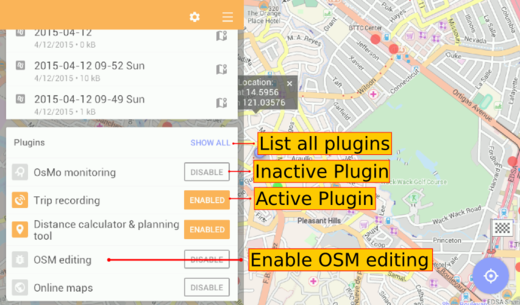 2015-04-12
4/12/2015 • 0 kB
2015-04-12 09-52 Sun
4/12/2015 • 10 kB
2015-04-12 09-49 Sun
4/12/2015 • 1 kB
Plugins
SHOW ALL
List all plugins
OsMo monitoring
DISABLE
Inactive Plugin
Trip recording
ENABLED
Active Plugin
Distance calculator & planning
tool
ENABLED
OSM editing
DISABLE
Enable OSM editing
Online maps
DISABLE
Location:
at 14.5956
n 121.03576
The Oratang
Place Hotel
Ortigas Avenue
Wack Wack Golf Course
Wack Wack Road
Pleasant Hills
EDSA